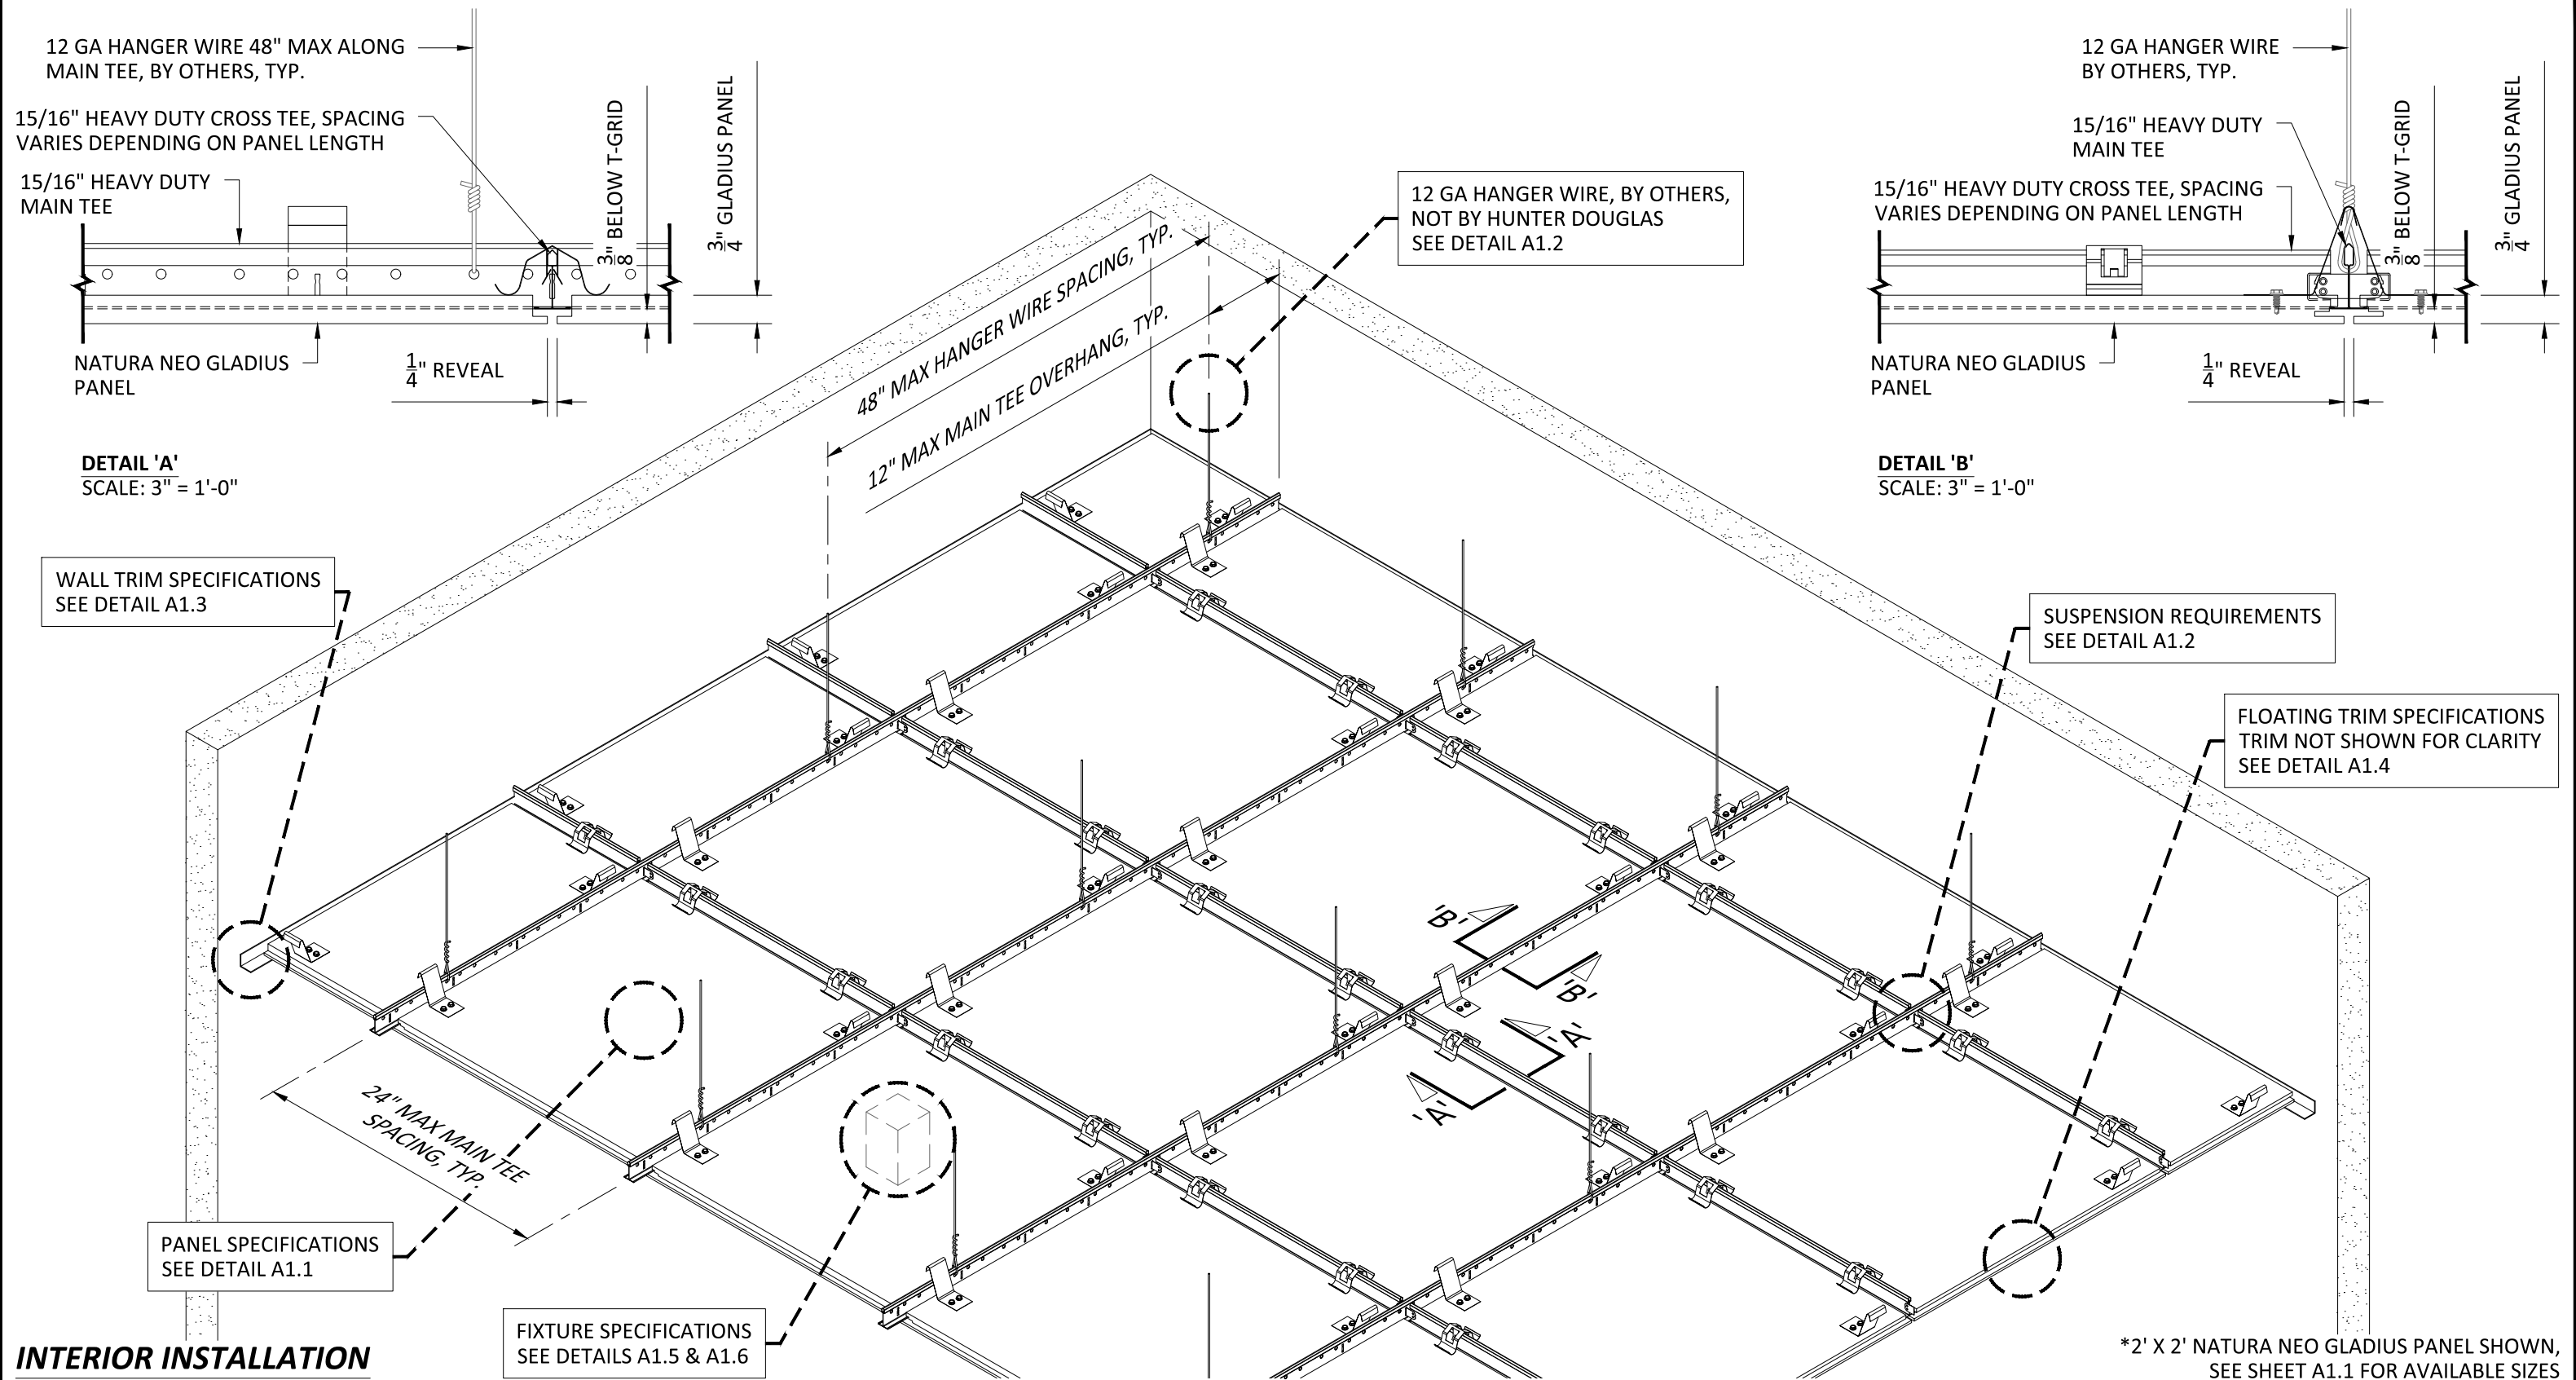 12 GA HANGER WIRE 48" MAX ALONG
MAIN TEE, BY OTHERS, TYP.
15/16" HEAVY DUTY CROSS TEE, SPACING
VARIES DEPENDING ON PANEL LENGTH
15/16" HEAVY DUTY
MAIN TEE
3/8" BELOW T-GRID
3/4" GLADIUS PANEL
NATURA NEO GLADIUS
PANEL
1/4" REVEAL
DETAIL 'A'
SCALE: 3" = 1'-0"
12 GA HANGER WIRE, BY OTHERS,
NOT BY HUNTER DOUGLAS
SEE DETAIL A1.2
48" MAX HANGER WIRE SPACING, TYP.
12" MAX MAIN TEE OVERHANG, TYP.
12 GA HANGER WIRE
BY OTHERS, TYP.
15/16" HEAVY DUTY
MAIN TEE
15/16" HEAVY DUTY CROSS TEE, SPACING
VARIES DEPENDING ON PANEL LENGTH
3/8" BELOW T-GRID
3/4" GLADIUS PANEL
NATURA NEO GLADIUS
PANEL
1/4" REVEAL
DETAIL 'B'
SCALE: 3" = 1'-0"
WALL TRIM SPECIFICATIONS
SEE DETAIL A1.3
SUSPENSION REQUIREMENTS
SEE DETAIL A1.2
FLOATING TRIM SPECIFICATIONS
TRIM NOT SHOWN FOR CLARITY
SEE DETAIL A1.4
'B'
'B'
'A'
'A'
24" MAX MAIN TEE
SPACING, TYP.
PANEL SPECIFICATIONS
SEE DETAIL A1.1
FIXTURE SPECIFICATIONS
SEE DETAILS A1.5 & A1.6
INTERIOR INSTALLATION
*2' X 2' NATURA NEO GLADIUS PANEL SHOWN,
SEE SHEET A1.1 FOR AVAILABLE SIZES